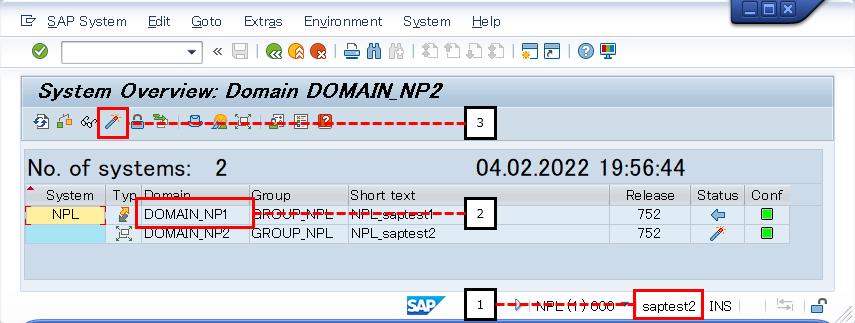 SAP System Edit Goto Extras Environment System Help
System Overview: Domain DOMAIN_NP2
3
No. of systems: 2 04.02.2022 19:56:44
System Typ Domain Group Short text Release Status Conf
NPL DOMAIN_NP1 GROUP_NPL NPL_saptest1 752
2
DOMAIN_NP2 GROUP_NPL NPL_saptest2 752
SAP 1 NPL (1) 000 saptest2 INS